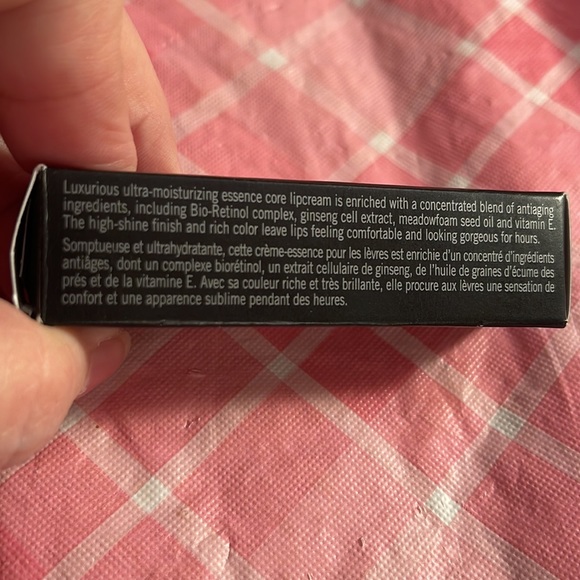 Luxurious ultra-moisturizing essence core lipcream is enriched with a concentrated blend of antiaging
ingredients, including Bio-Retinol complex, ginseng cell extract, meadowfoam seed oil and vitamin E.
The high-shine finish and rich color leave lips feeling comfortable and looking gorgeous for hours.
Somptueuse et ultrahydratante, cette crème-essence pour les lèvres est enrichie d'un concentré d'ingrédients
antiâges, dont un complexe biorétinol, un extrait cellulaire de ginseng, de l'huile de graines d'écume des
prés et de la vitamine E. Avec sa couleur riche et très brillante, elle procure aux lèvres une sensation de
confort et une apparence sublime pendant des heures.